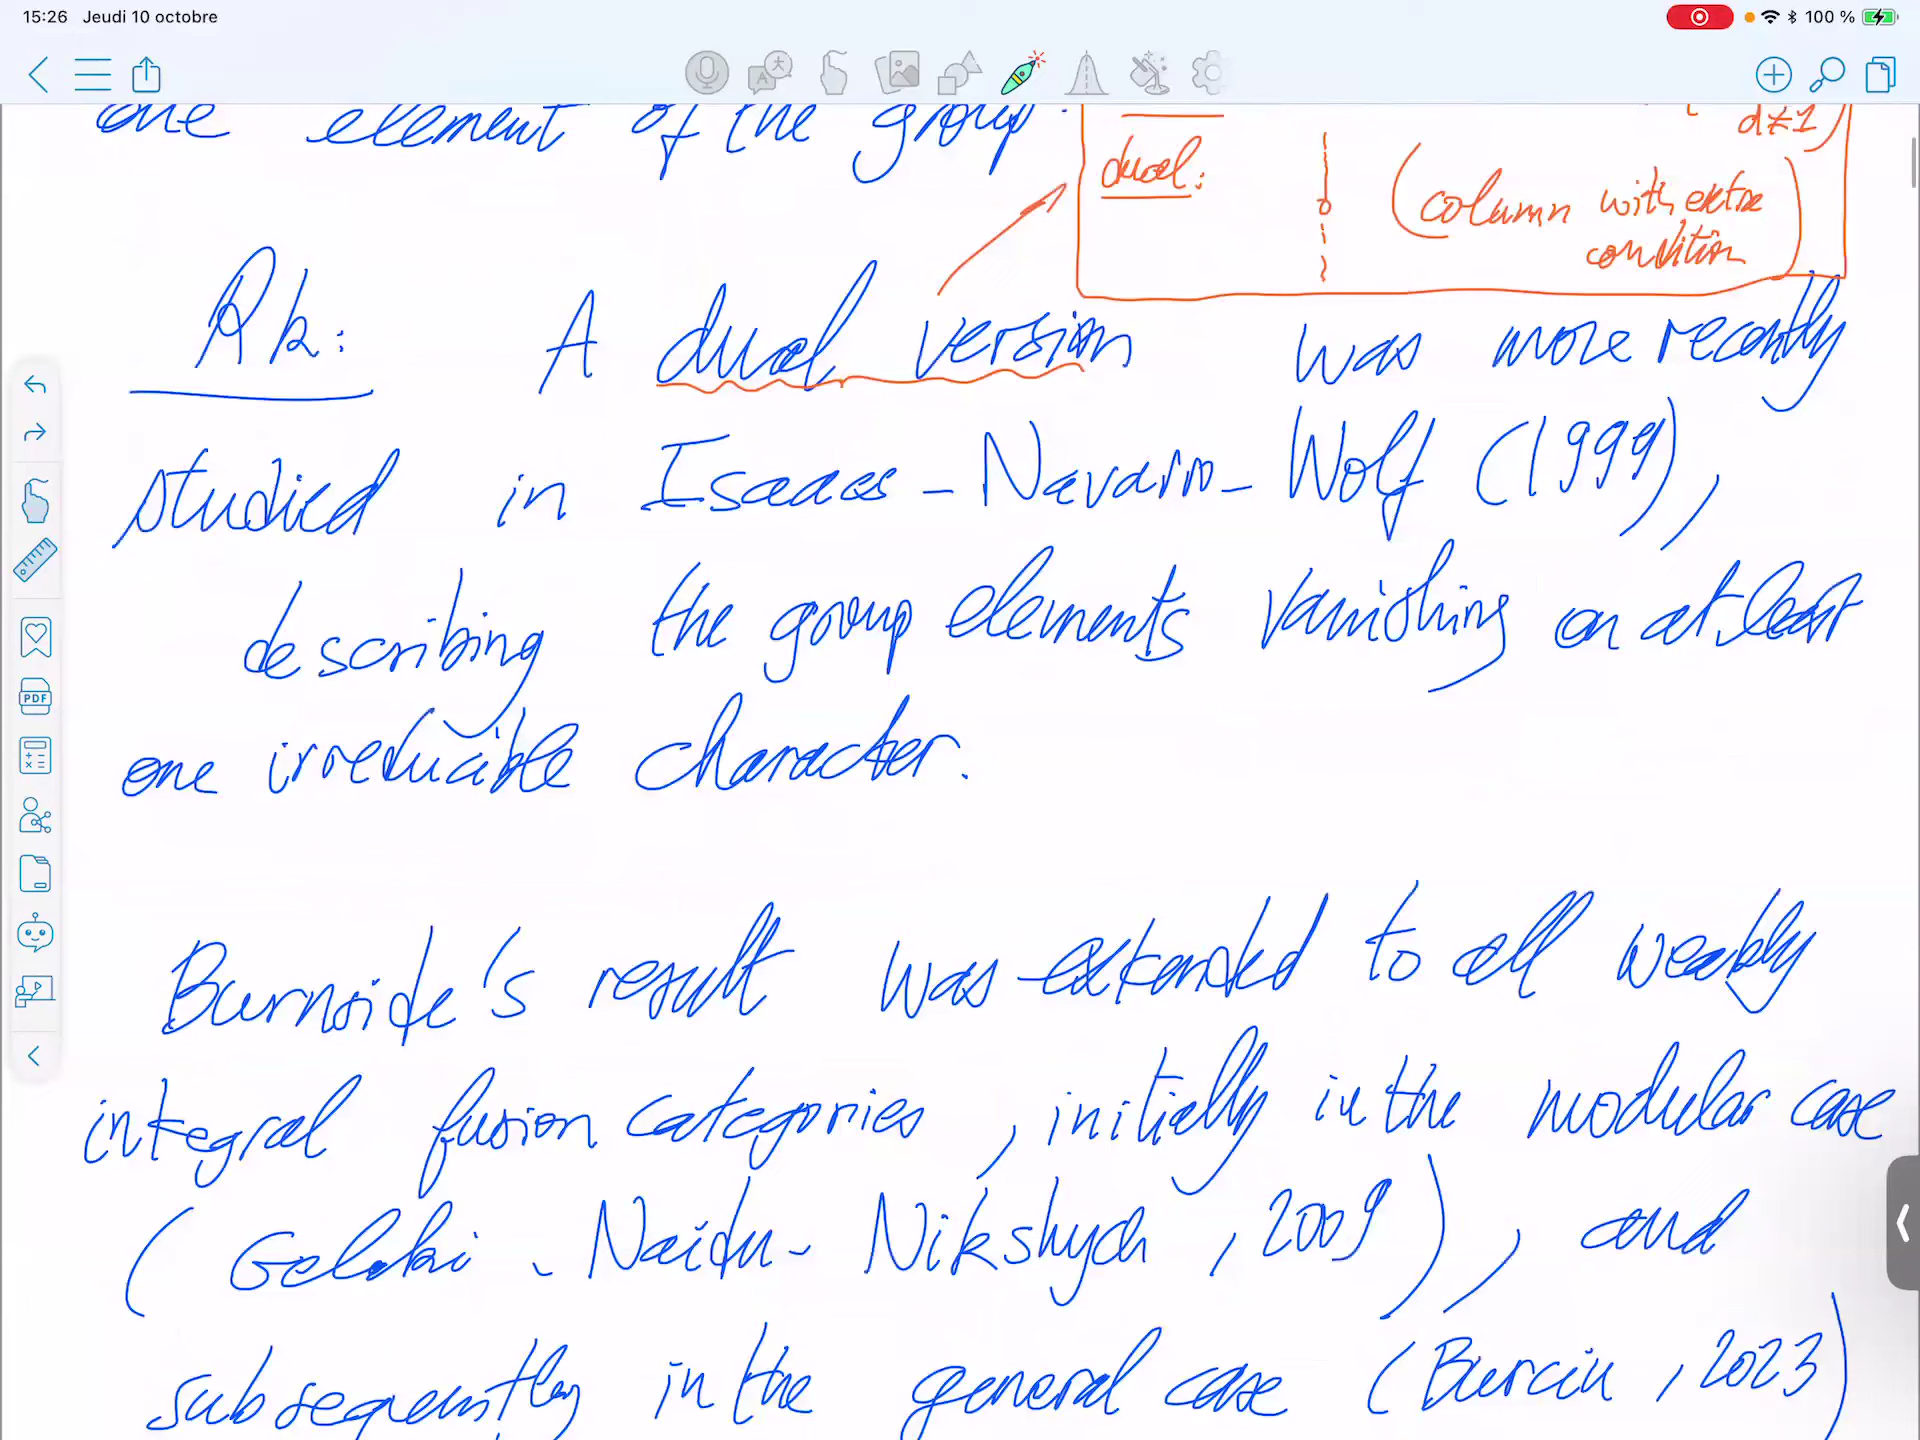 15:26 Jeudi 10 octobre
100 %
one element of the group.
d≠1)
dual:
(column with extra
condition)
Rk: A dual version was more recently
studied in Isaacs - Navarro - Wolf (1999),
describing the group elements vanishing on at least
one irreducible character.
Burnside's result was extended to all weakly
integral fusion categories, initially in the modular case
(Gelaki - Naidu - Nikshych, 2009), and
subsequently in the general case (Burciu, 2023)
PDF